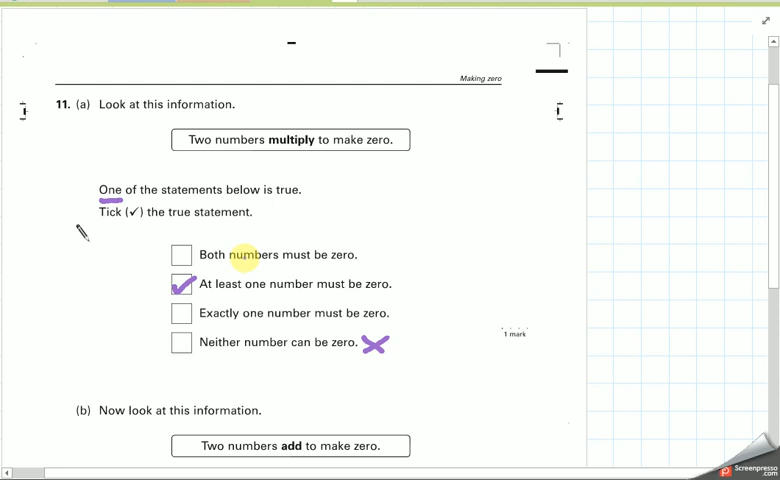 Making zero
11. (a) Look at this information.
Two numbers multiply to make zero.
One of the statements below is true.
Tick (✓) the true statement.
Both numbers must be zero.
At least one number must be zero.
Exactly one number must be zero.
Neither number can be zero.
1 mark
(b) Now look at this information.
Two numbers add to make zero.
Screenpresso
.com